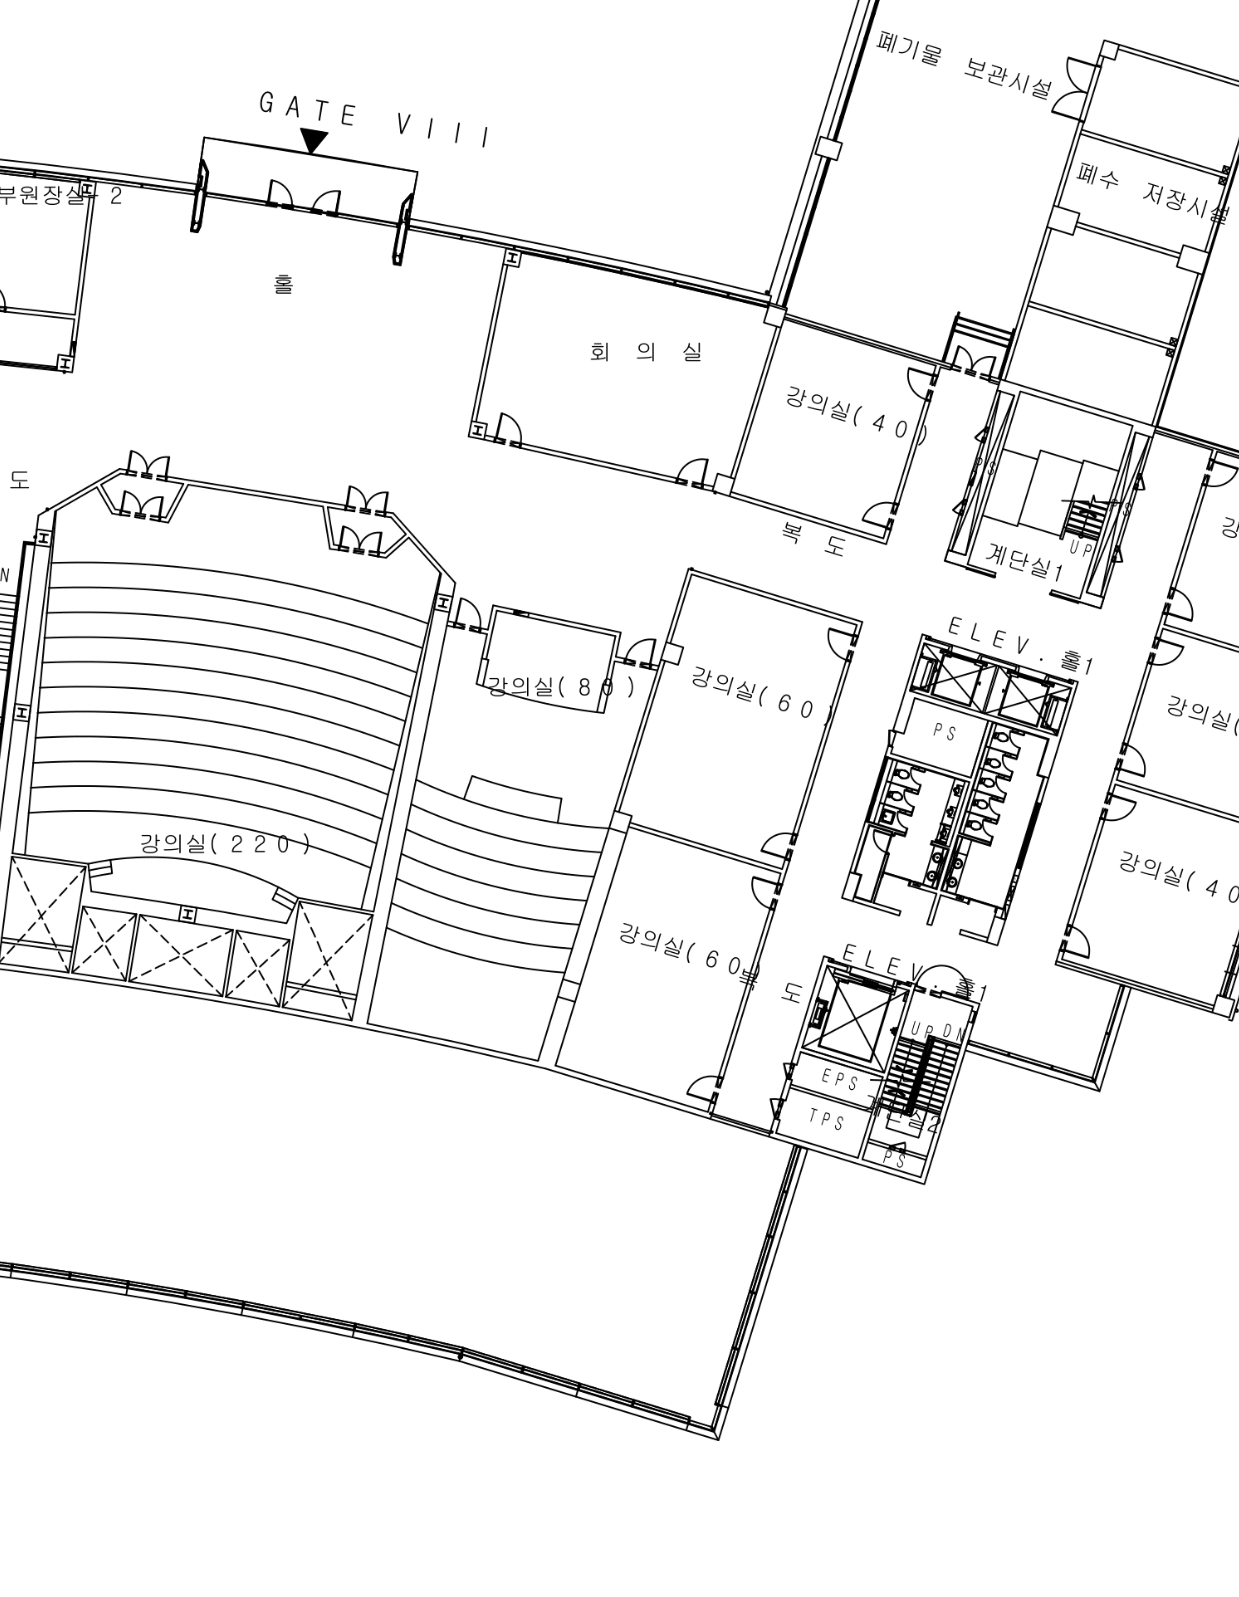 폐기물 보관시설
GATE VIII
부원장실-2
폐수 저장시설
홀
회 의 실
강의실(40)
PS
도
PS
복 도
UP
계단실1
N
ELEV.홀1
강의실(80)
강의실(60)
강의실(
PS
강의실(220)
강의실(40
강의실(60)
복 도
ELEV.홀1
UP DN
EPS
TPS
계단실2
PS